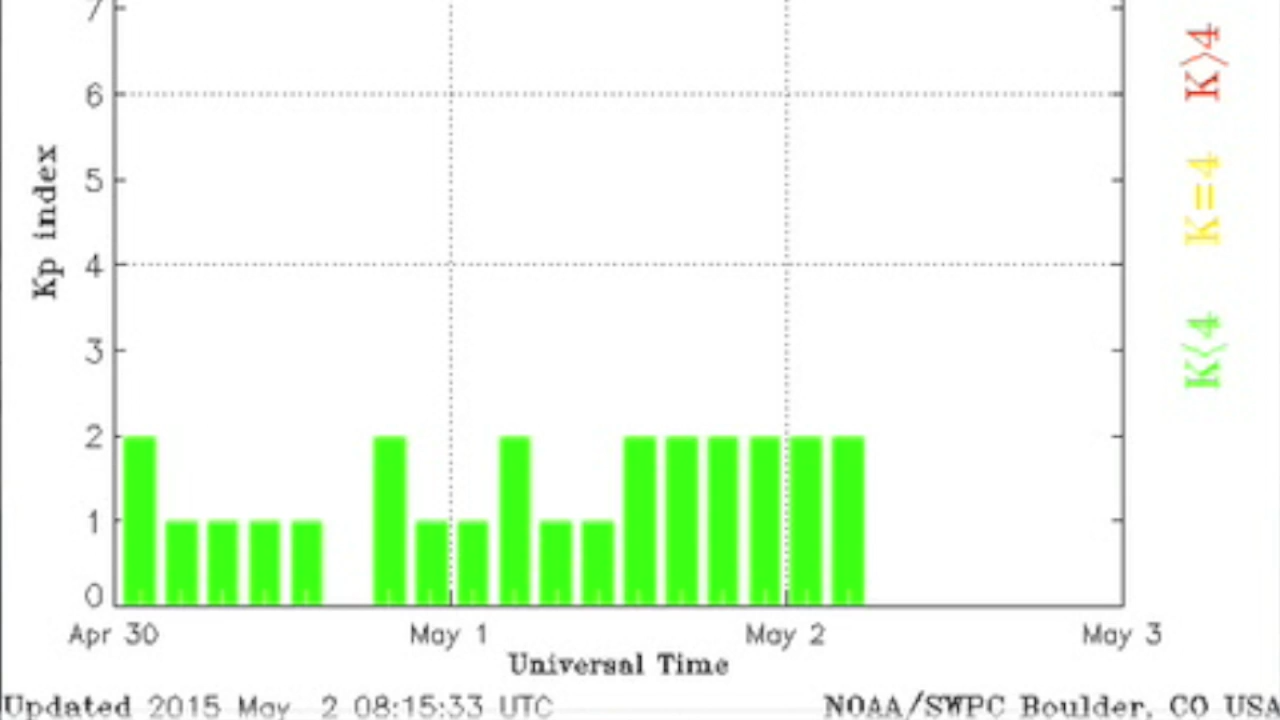 7
K>4
6
Kp index
5
K=4
4
3
K<4
2
1
0
Apr 30 May 1 May 2 May 3
Universal Time
Updated 2015 May 2 08:15:33 UTC NOAA/SWPC Boulder, CO USA